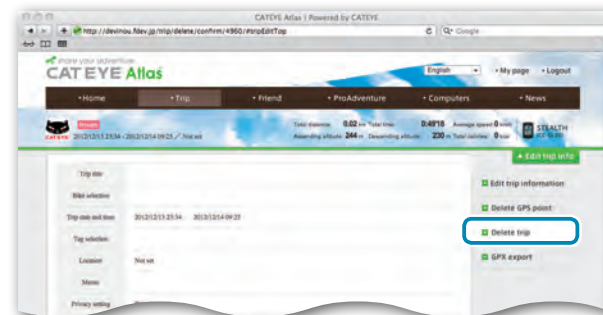 CATEYE Atlas | Powered by CATEYE
http://devinou.fdev.jp/trip/delete/confirm/4960/#tripEditTop
Google
share your adventure
CATEYE Atlas
English
My page
Logout
Home
Trip
Friend
ProAdventure
Computers
News
Total distance 0.02 km Total time 0:49'16 Average speed 0 km/h
2012/12/13 23:34 - 2012/12/14 09:25 / Not set
Ascending altitude 244 m Descending altitude 230 m Total calories 0 kcal
STEALTH
Edit trip info
Trip title
Bike selection
Trip date and time 2012/12/13 23:34 2012/12/14 09:25
Tag selection
Location Not set
Memo
Privacy setting
Edit trip information
Delete GPS point
Delete trip
GPX export